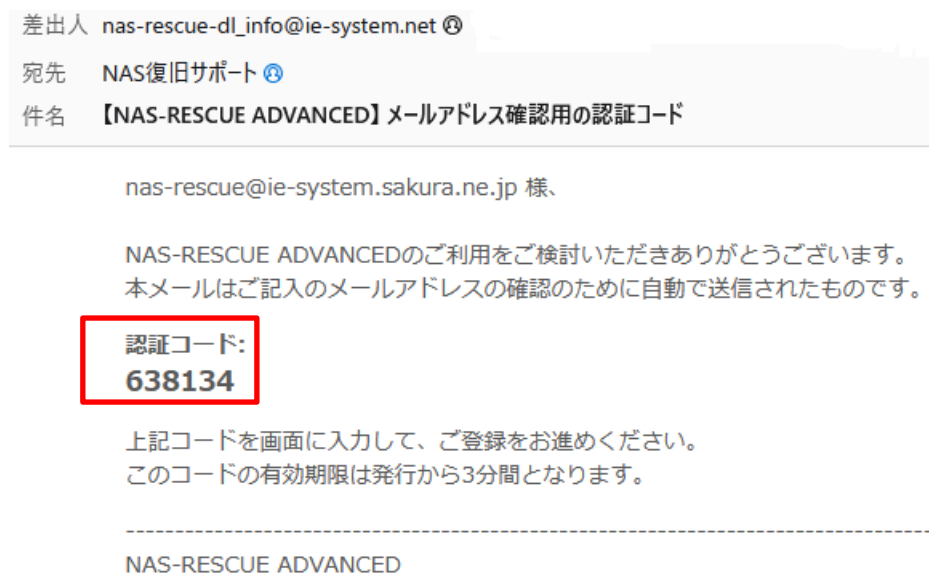 差出人 nas-rescue-dl_info@ie-system.net
宛先 NAS復旧サポート
件名 【NAS-RESCUE ADVANCED】メールアドレス確認用の認証コード
nas-rescue@ie-system.sakura.ne.jp 様、
NAS-RESCUE ADVANCEDのご利用をご検討いただきありがとうございます。
本メールはご記入のメールアドレスの確認のために自動で送信されたものです。
認証コード:
638134
上記コードを画面に入力して、ご登録をお進めください。
このコードの有効期限は発行から3分間となります。
--------------------------------------------------------------------------------
NAS-RESCUE ADVANCED